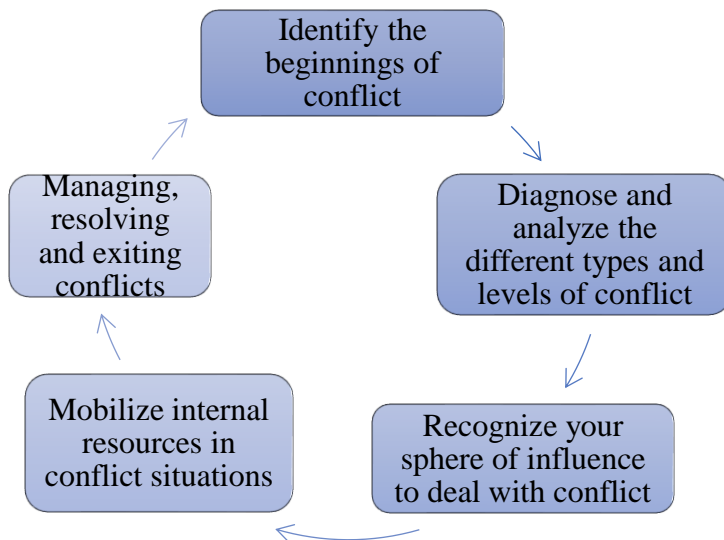 Identify the
beginnings of
conflict
Diagnose and
analyze the
different types and
levels of conflict
Recognize your
sphere of influence
to deal with conflict
Mobilize internal
resources in
conflict situations
Managing,
resolving
and exiting
conflicts